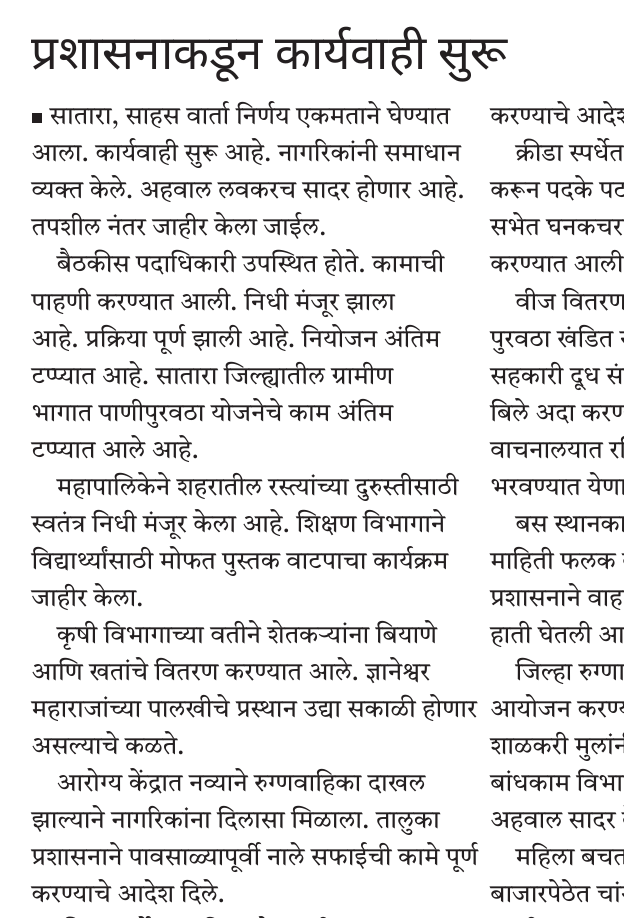 प्रशासनाकडून कार्यवाही सुरू
▪ सातारा, साहस वार्ता निर्णय एकमताने घेण्यात
आला. कार्यवाही सुरू आहे. नागरिकांनी समाधान
व्यक्त केले. अहवाल लवकरच सादर होणार आहे.
तपशील नंतर जाहीर केला जाईल.
बैठकीस पदाधिकारी उपस्थित होते. कामाची
पाहणी करण्यात आली. निधी मंजूर झाला
आहे. प्रक्रिया पूर्ण झाली आहे. नियोजन अंतिम
टप्प्यात आहे. सातारा जिल्ह्यातील ग्रामीण
भागात पाणीपुरवठा योजनेचे काम अंतिम
टप्प्यात आले आहे.
महापालिकेने शहरातील रस्त्यांच्या दुरुस्तीसाठी
स्वतंत्र निधी मंजूर केला आहे. शिक्षण विभागाने
विद्यार्थ्यांसाठी मोफत पुस्तक वाटपाचा कार्यक्रम
जाहीर केला.
कृषी विभागाच्या वतीने शेतकऱ्यांना बियाणे
आणि खतांचे वितरण करण्यात आले. ज्ञानेश्वर
महाराजांच्या पालखीचे प्रस्थान उद्या सकाळी होणार
असल्याचे कळते.
आरोग्य केंद्रात नव्याने रुग्णवाहिका दाखल
झाल्याने नागरिकांना दिलासा मिळाला. तालुका
प्रशासनाने पावसाळ्यापूर्वी नाले सफाईची कामे पूर्ण
करण्याचे आदेश दिले.
करण्याचे
क्रीडा स्पर्धेत
करून पदके
सभेत घनकचरा
करण्यात आली
वीज वितरण
पुरवठा खंडित
सहकारी दूध
बिले अदा
वाचनालयात
भरवण्यात
बस
माहिती फलक
प्रशासनाने
हाती घेतली
जिल्हा
आयोजन
शाळकरी
बांधकाम
अहवाल सादर
महिला
बाजारपेठेत